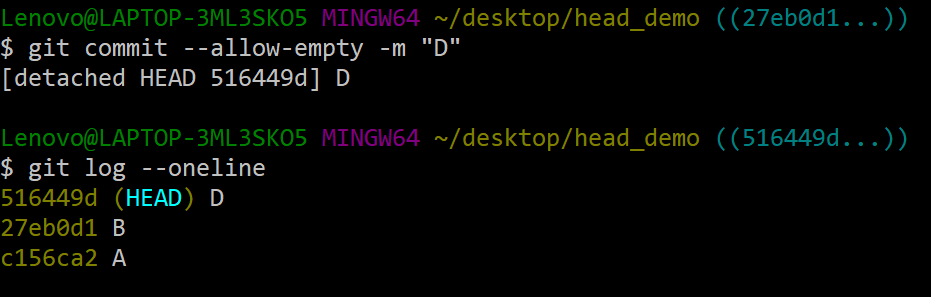 Lenovo@LAPTOP-3ML3SKO5 MINGW64 ~/desktop/head_demo ((27eb0d1...))
$ git commit --allow-empty -m "D"
[detached HEAD 516449d] D
Lenovo@LAPTOP-3ML3SKO5 MINGW64 ~/desktop/head_demo ((516449d...))
$ git log --oneline
516449d (HEAD) D
27eb0d1 B
c156ca2 A